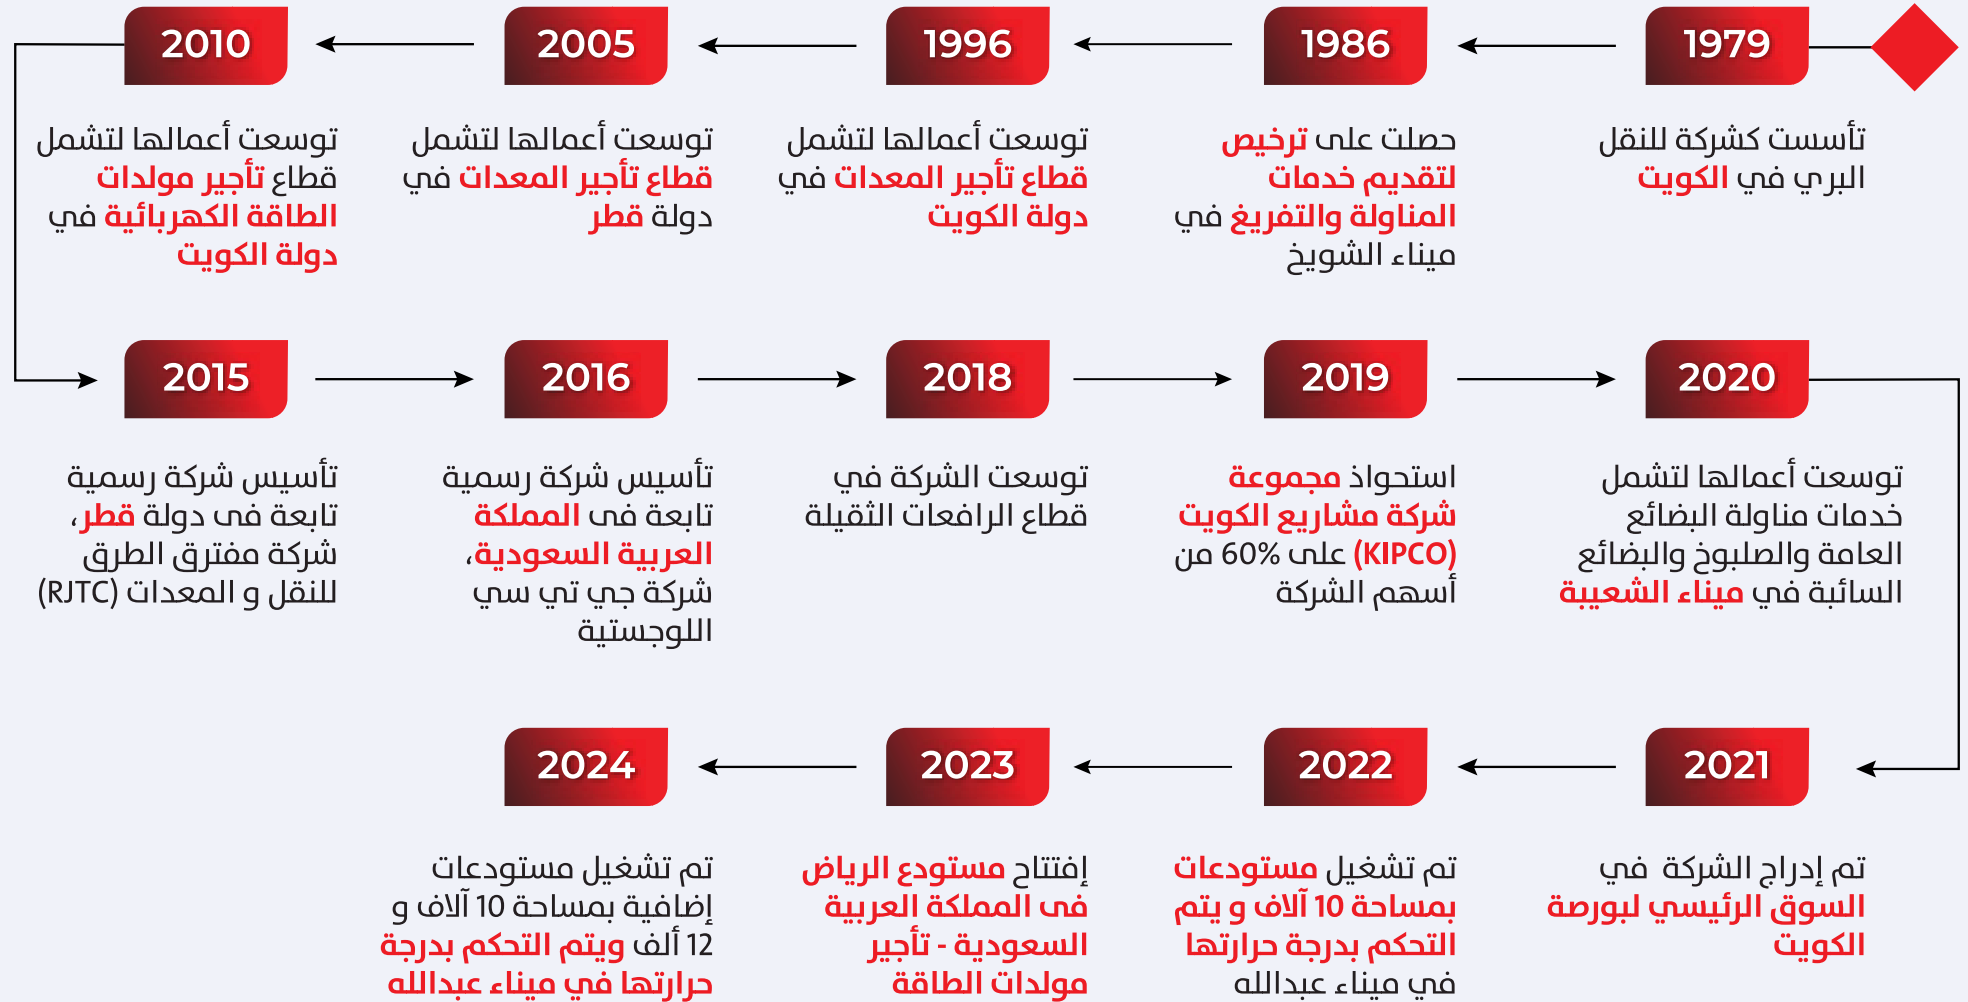 1979
تأسست كشركة للنقل
البري في الكويت
1986
حصلت على ترخيص
لتقديم خدمات
المناولة والتفريغ في
ميناء الشويخ
1996
توسعت أعمالها لتشمل
قطاع تأجير المعدات في
دولة الكويت
2005
توسعت أعمالها لتشمل
قطاع تأجير المعدات في
دولة قطر
2010
توسعت أعمالها لتشمل
قطاع تأجير مولدات
الطاقة الكهربائية في
دولة الكويت
2015
تأسيس شركة رسمية
تابعة فى دولة قطر،
شركة مفترق الطرق
للنقل و المعدات (RJTC)
2016
تأسيس شركة رسمية
تابعة فى المملكة
العربية السعودية،
شركة جي تي سي
اللوجستية
2018
توسعت الشركة في
قطاع الرافعات الثقيلة
2019
استحواذ مجموعة
شركة مشاريع الكويت
(KIPCO) على 60% من
أسهم الشركة
2020
توسعت أعمالها لتشمل
خدمات مناولة البضائع
العامة والصلبوخ والبضائع
السائبة في ميناء الشعيبة
2021
تم إدراج الشركة في
السوق الرئيسي لبورصة
الكويت
2022
تم تشغيل مستودعات
بمساحة 10 آلاف و يتم
التحكم بدرجة حرارتها
في ميناء عبدالله
2023
إفتتاح مستودع الرياض
فى المملكة العربية
السعودية - تأجير
مولدات الطاقة
2024
تم تشغيل مستودعات
إضافية بمساحة 10 آلاف و
12 ألف ويتم التحكم بدرجة
حرارتها في ميناء عبدالله